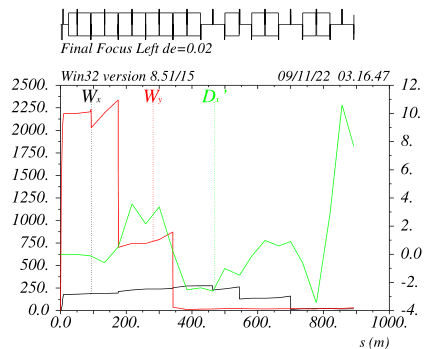 Final Focus Left de=0.02
Win32 version 8.51/15 09/11/22 03.16.47
2500. 12.
Wx Wy Dx'
2250. 10.
2000.
1750. 8.
1500. 6.
1250. 4.
1000.
750. 2.
500. 0.0
250. -2.
0.0 -4.
0.0 200. 400. 600. 800. 1000.
s (m)